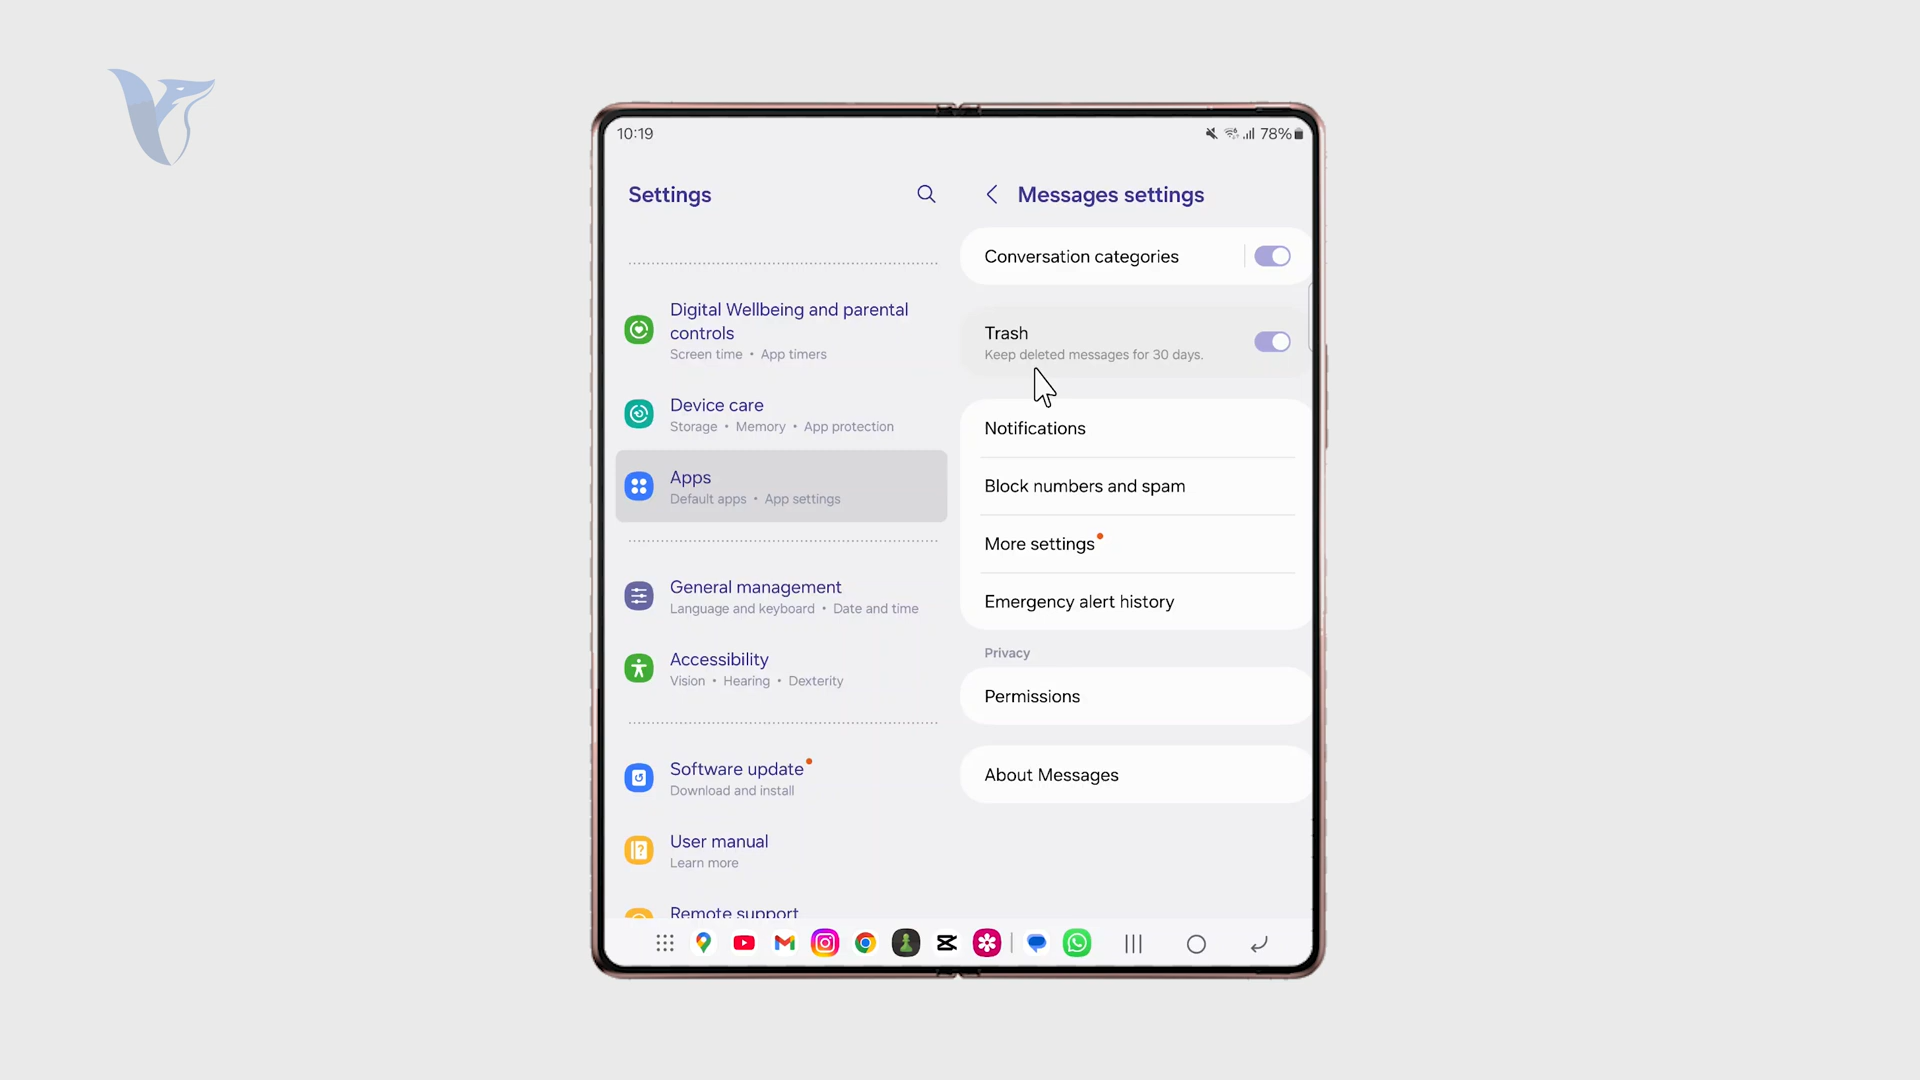 10:19
78%
Settings
Digital Wellbeing and parental
controls
Screen time • App timers
Device care
Storage • Memory • App protection
Apps
Default apps • App settings
General management
Language and keyboard • Date and time
Accessibility
Vision • Hearing • Dexterity
Software update
Download and install
User manual
Learn more
Remote support
Messages settings
Conversation categories
Trash
Keep deleted messages for 30 days.
Notifications
Block numbers and spam
More settings
Emergency alert history
Privacy
Permissions
About Messages